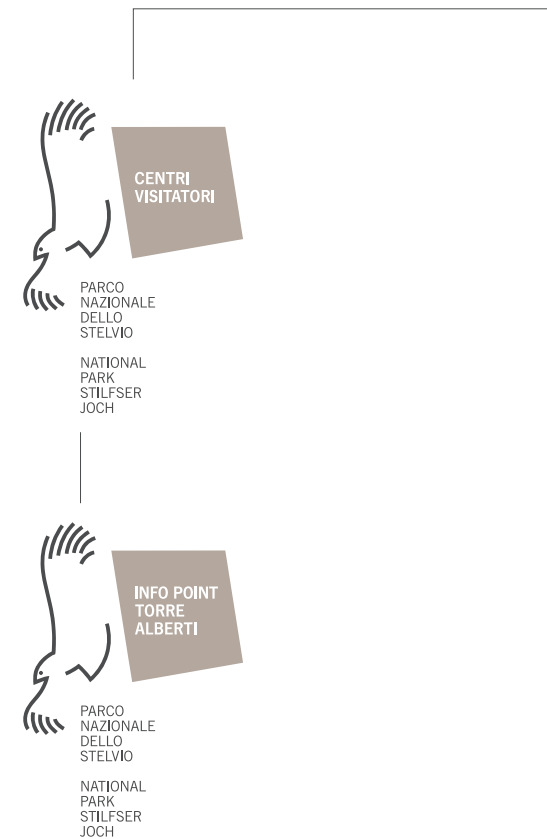 CENTRI
VISITATORI
PARCO
NAZIONALE
DELLO
STELVIO
NATIONAL
PARK
STILFSER
JOCH
INFO POINT
TORRE
ALBERTI
PARCO
NAZIONALE
DELLO
STELVIO
NATIONAL
PARK
STILFSER
JOCH